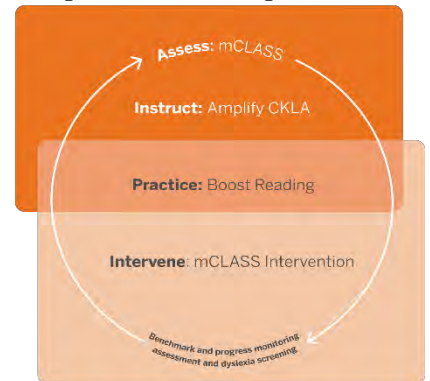 Assess: mCLASS
Instruct: Amplify CKLA
Practice: Boost Reading
Intervene: mCLASS Intervention
Benchmark and progress monitoring
assessment and dyslexia screening